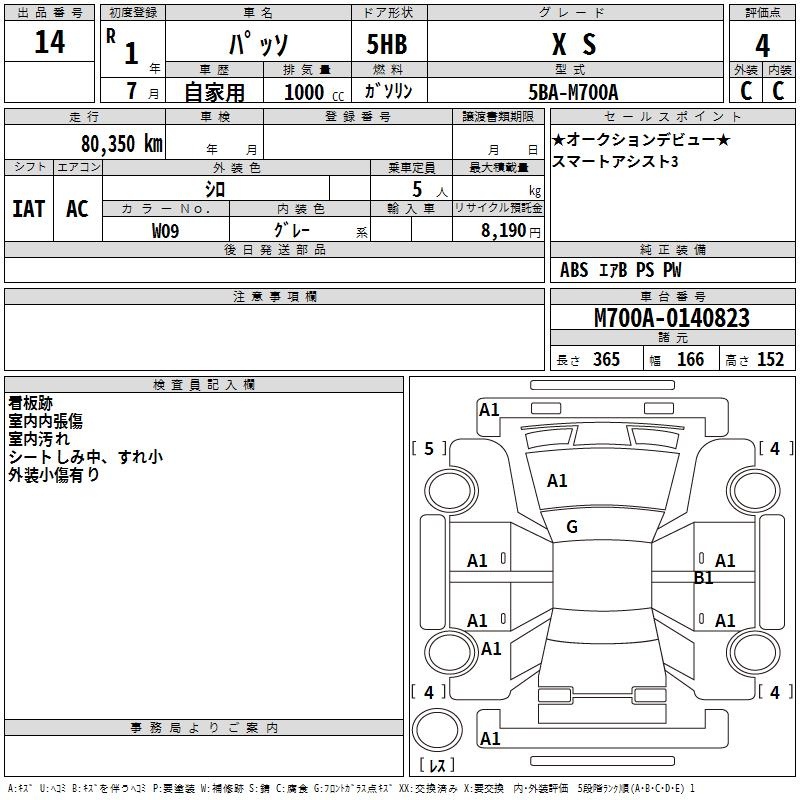 出品番号 初度登録 車名 ドア形状 グレード 評価点
14 R 1 年 パッソ 5HB X S 4
車歴 排気量 燃料 型式 外装 内装
7 月 自家用 1000 CC ガソリン 5BA-M700A C C
走行 車検 登録番号 譲渡書類期限 セールスポイント
80,350 km 年 月 月 日 ★オークションデビュー★
スマートアシスト3
シフト エアコン 外装色 乗車定員 最大積載量
IAT AC シロ 5 人 kg
カラーNo. 内装色 輸入車 リサイクル預託金
W09 グレー 系 8,190 円
後日発送部品 純正装備
ABS エアB PS PW
注意事項欄 車台番号
M700A-0140823
諸元
長さ 365 幅 166 高さ 152
検査員記入欄
看板跡
室内内張傷
室内汚れ
シートしみ中、すれ小
外装小傷有り
事務局よりご案内
A1
[ 5 ] [ 4 ]
A1
G
A1 A1
B1
A1 A1
A1
[ 4 ] [ 4 ]
A1
[ レス ]
A:キズ U:ヘコミ B:キズを伴うヘコミ P:要塗装 W:補修跡 S:錆 C:腐食 G:フロントガラス点キズ XX:交換済み X:要交換 内・外装評価 5段階ランク順(A・B・C・D・E) 1